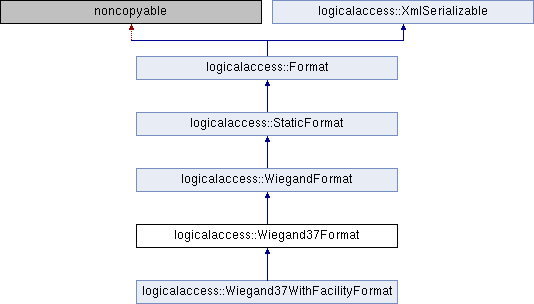 noncopyable
logicalaccess::XmlSerializable
logicalaccess::Format
logicalaccess::StaticFormat
logicalaccess::WiegandFormat
logicalaccess::Wiegand37Format
logicalaccess::Wiegand37WithFacilityFormat